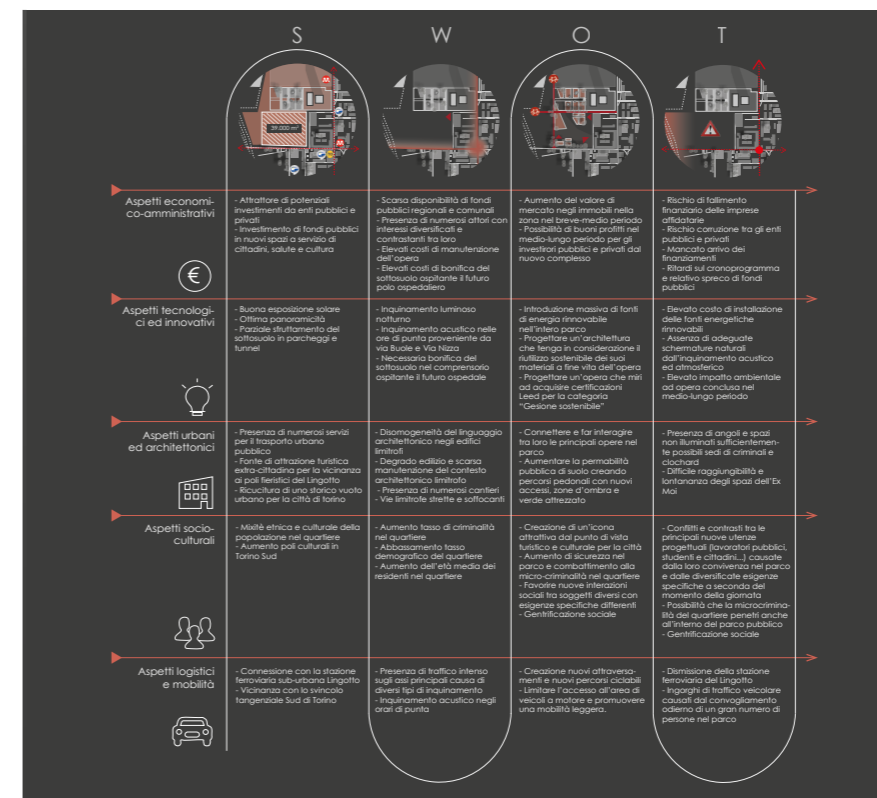 S
W
O
T
39.000 m²
Aspetti economi-
co-amministrativi
- Attrattore di potenziali
investimenti da enti pubblici e
privati
- Investimento di fondi pubblici
in nuovi spazi a servizio di
cittadini, salute e cultura
- Scarsa disponibilità di fondi
pubblici regionali e comunali
- Presenza di numerosi attori con
interessi diversificati e
contrastanti tra loro
- Elevati costi di manutenzione
dell'opera
- Elevati costi di bonifica del
sottosuolo ospitante il futuro
polo ospedaliero
- Aumento del valore di
mercato negli immobili nella
zona nel breve-medio periodo
- Possibilità di buoni profitti nel
medio-lungo periodo per gli
investirori pubblici e privati dal
nuovo complesso
- Rischio di fallimento
finanziario delle imprese
affidatarie
- Rischio corruzione tra gli enti
pubblici e privati
- Mancato arrivo dei
finanziamenti
- Ritardi sul cronoprogramma
e relativo spreco di fondi
pubblici
€
Aspetti tecnologi-
ci ed innovativi
- Buona esposizione solare
- Ottima panoramicità
- Parziale sfruttamento del
sottosuolo in parcheggi e
tunnel
- Inquinamento luminoso
notturno
- Inquinamento acustico nelle
ore di punta proveniente da
via Buole e Via Nizza
- Necessaria bonifica del
sottosuolo nel comprensorio
ospitante il futuro ospedale
- Introduzione massiva di fonti
di energia rinnovabile
nell'intero parco
- Progettare un'architettura
che tenga in considerazione il
riutilizzo sostenibile dei suoi
materiali a fine vita dell'opera
- Progettare un'opera che miri
ad acquisire certificazioni
Leed per la categoria
"Gesione sostenibile"
- Elevato costo di installazione
delle fonti energetiche
rinnovabili
- Assenza di adeguate
schermature naturali
dall'inquinamento acustico
ed atmosferico
- Elevato impatto ambientale
ad opera conclusa nel
medio-lungo periodo
Aspetti urbani
ed architettonici
- Presenza di numerosi servizi
per il trasporto urbano
pubblico
- Fonte di attrazione turistica
extra-cittadina per la vicinanza
ai poli fieristici del Lingotto
- Ricucitura di uno storico vuoto
urbano per la città di torino
- Disomogeneità del linguaggio
architettonico negli edifici
limitrofi
- Degrado edilizio e scarsa
manutenzione del contesto
architettonico limitrofo
- Presenza di numerosi cantieri
- Vie limitrofe strette e soffocanti
- Connettere e far interagire
tra loro le principali opere nel
parco
- Aumentare la permabilità
pubblica di suolo creando
percorsi pedonali con nuovi
accessi, zone d'ombra e
verde attrezzato
- Presenza di angoli e spazi
non illuminati sufficientemen-
te possibili sedi di criminali e
clochard
- Difficile raggiungibilità e
lontananza degli spazi dell'Ex
Moi
Aspetti socio-
culturali
- Mixitè etnica e culturale della
popolazione nel quartiere
- Aumento poli culturali in
Torino Sud
- Aumento tasso di criminalità
nel quartiere
- Abbassamento tasso
demografico del quartiere
- Aumento dell'età media dei
residenti nel quartiere
- Creazione di un'icona
attrattiva dal punto di vista
turistico e culturale per la città
- Aumento di sicurezza nel
parco e combattimento alla
micro-criminalità nel quartiere
- Favorire nuove interazioni
sociali tra soggetti diversi con
esigenze specifiche differenti
- Gentrificazione sociale
- Conflitti e contrasti tra le
principali nuove utenze
progettuali (lavoratori pubblici,
studenti e cittadini...) causate
dalla loro convivenza nel parco
e dalle diversificate esigenze
specifiche a seconda del
momento della giornata
- Possibilità che la microcrimina-
lità del quartiere penetri anche
all'interno del parco pubblico
- Gentrificazione sociale
Aspetti logistici
e mobilità
- Connessione con la stazione
ferroviaria sub-urbana Lingotto
- Vicinanza con lo svincolo
tangenziale Sud di Torino
- Presenza di traffico intenso
sugli assi principali causa di
diversi tipi di inquinamento
- Inquinamento acustico negli
orari di punta
- Creazione nuovi attraversa-
menti e nuovi percorsi ciclabili
- Limitare l'accesso all'area di
veicoli a motore e promuovere
una mobilità leggera.
- Dismissione della stazione
ferroviaria del Lingotto
- Ingorghi di traffico veicolare
causati dal convogliamento
odierno di un gran numero di
persone nel parco